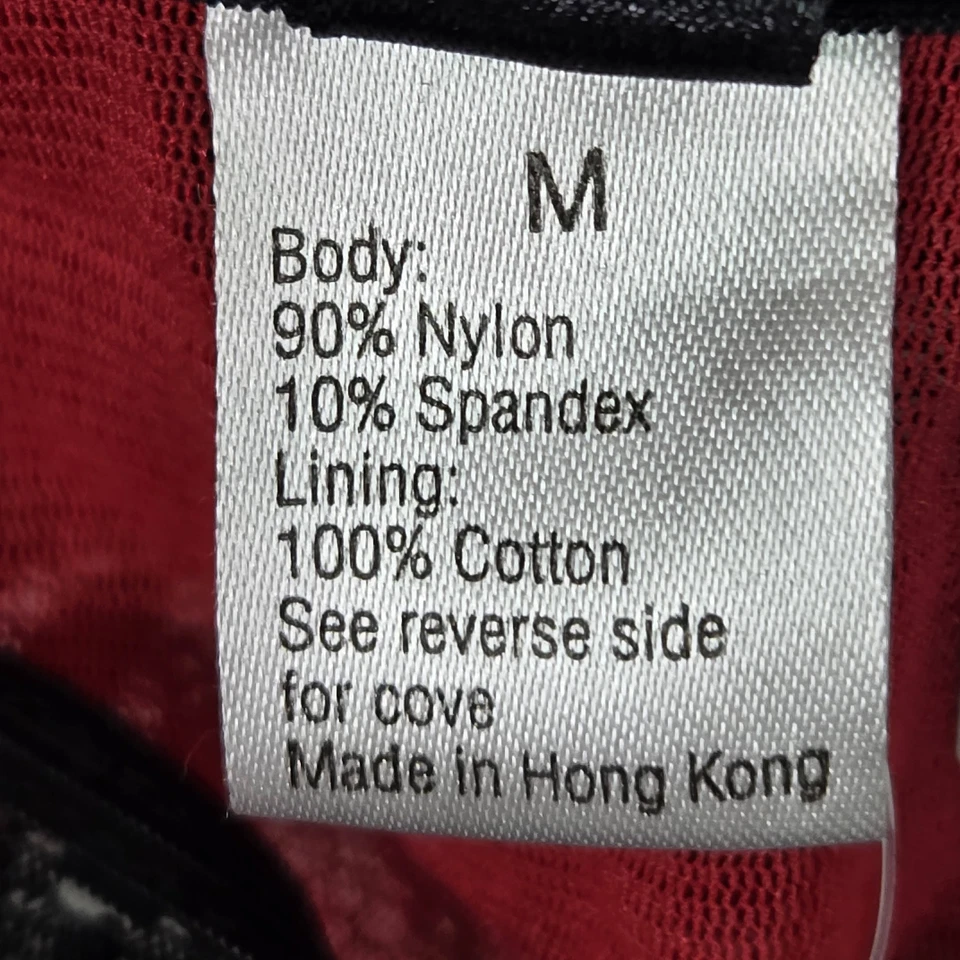 M
Body:
90% Nylon
10% Spandex
Lining:
100% Cotton
See reverse side
for cove
Made in Hong Kong